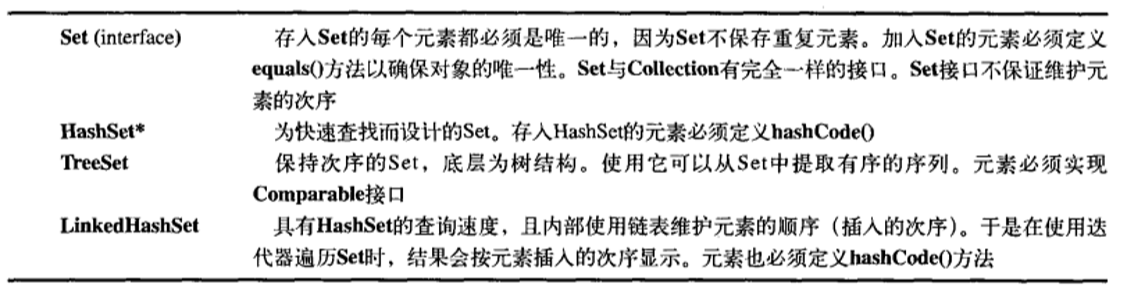 Set (interface) 存入Set的每个元素都必须是唯一的，因为Set不保存重复元素。加入Set的元素必须定义
equals()方法以确保对象的唯一性。Set与Collection有完全一样的接口。Set接口不保证维护元
素的次序
HashSet* 为快速查找而设计的Set。存入HashSet的元素必须定义hashCode()
TreeSet 保持次序的Set，底层为树结构。使用它可以从Set中提取有序的序列。元素必须实现
Comparable接口
LinkedHashSet 具有HashSet的查询速度，且内部使用链表维护元素的顺序（插入的次序）。于是在使用迭
代器遍历Set时，结果会按元素插入的次序显示。元素也必须定义hashCode()方法